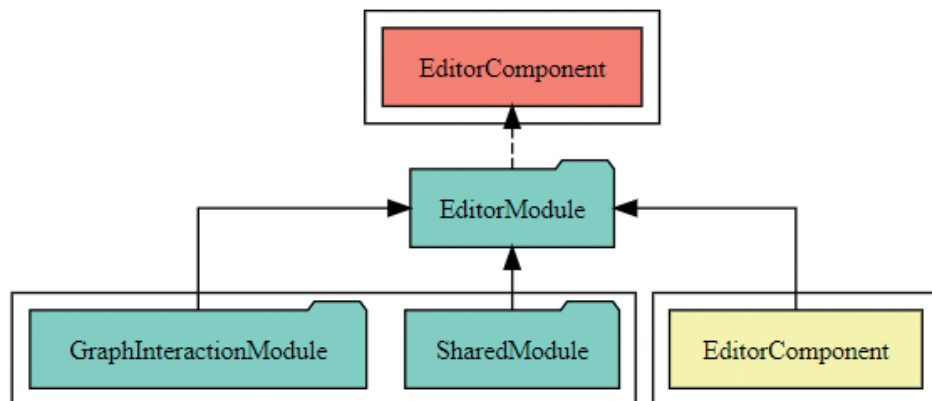 EditorComponent
EditorModule
GraphInteractionModule
SharedModule
EditorComponent